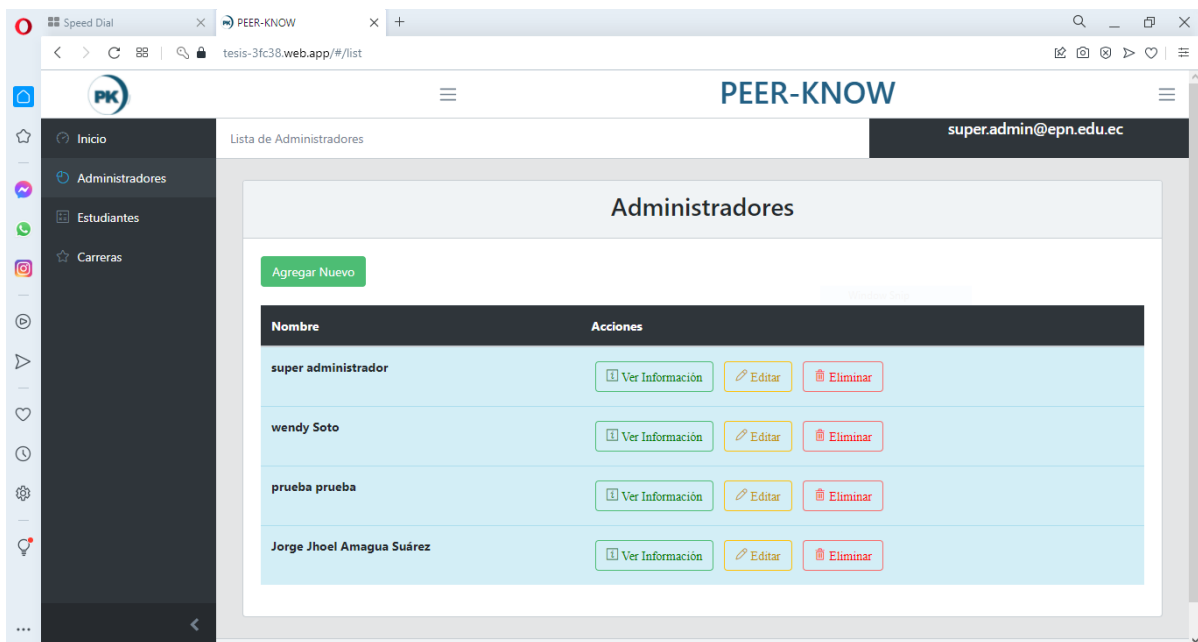 Speed Dial PEER-KNOW
tesis-3fc38.web.app/#/list
PK PEER-KNOW
Inicio Lista de Administradores super.admin@epn.edu.ec
Administradores
Estudiantes
Carreras
Administradores
Agregar Nuevo
Nombre Acciones
super administrador Ver Información Editar Eliminar
wendy Soto Ver Información Editar Eliminar
prueba prueba Ver Información Editar Eliminar
Jorge Jhoel Amagua Suárez Ver Información Editar Eliminar